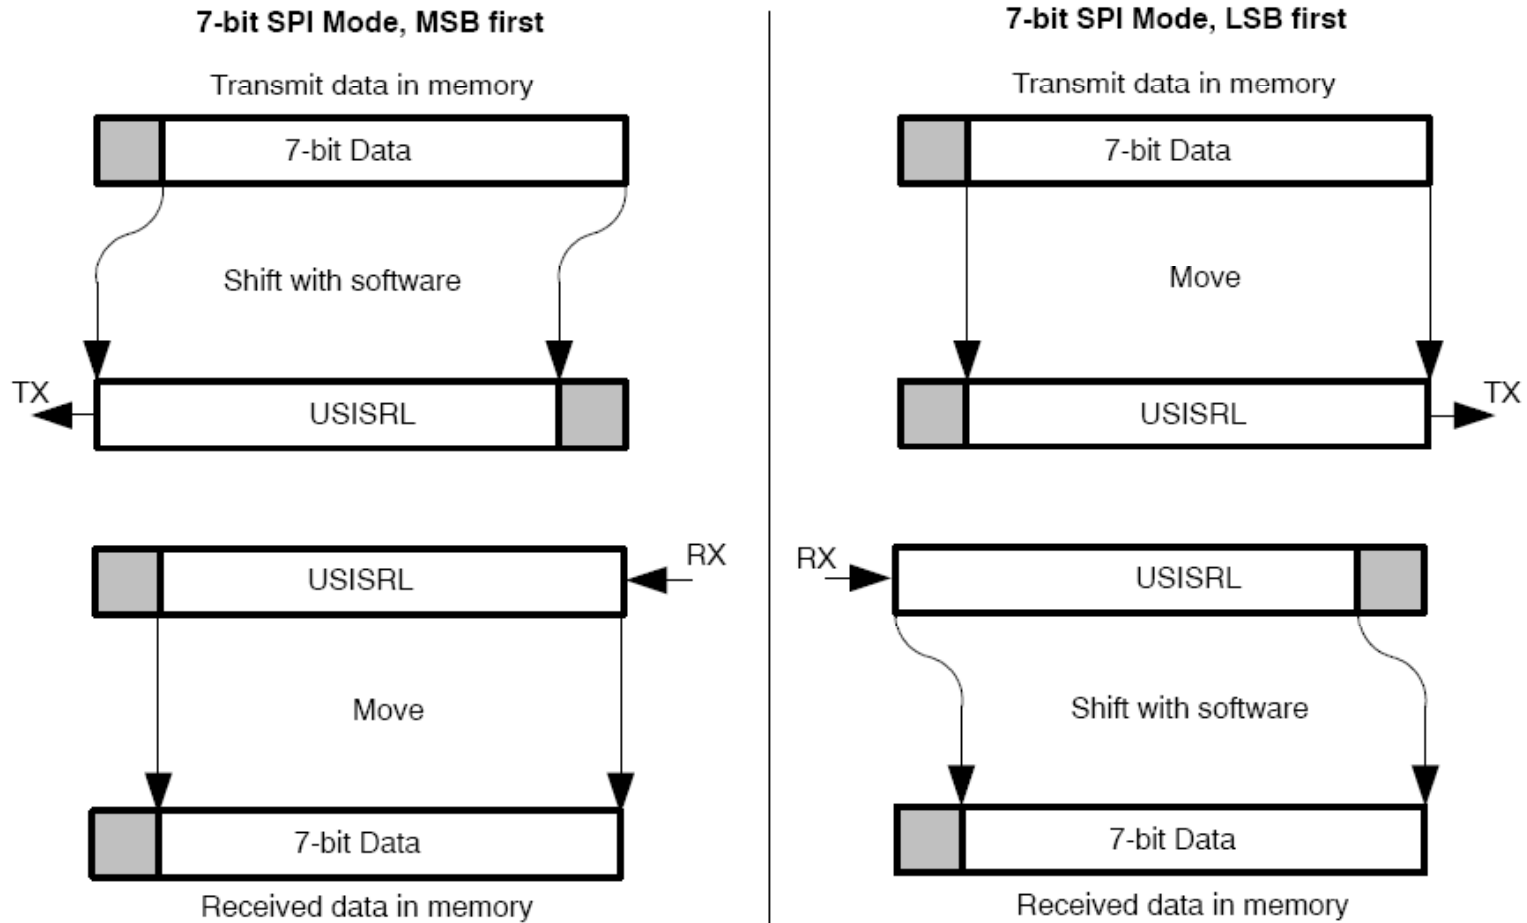 7-bit SPI Mode, MSB first
Transmit data in memory
7-bit Data
Shift with software
TX
USISRL
USISRL
RX
Move
7-bit Data
Received data in memory
7-bit SPI Mode, LSB first
Transmit data in memory
7-bit Data
Move
USISRL
TX
RX
USISRL
Shift with software
7-bit Data
Received data in memory